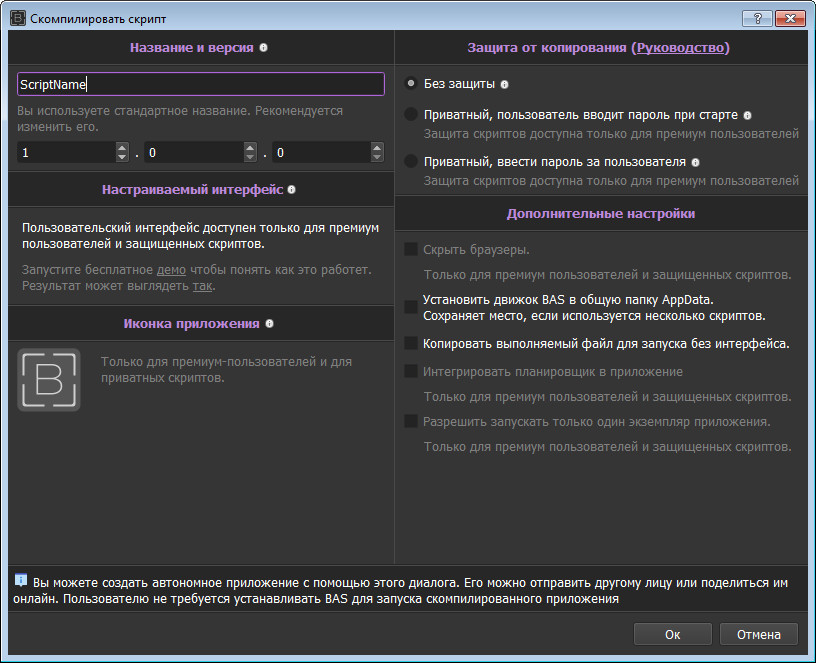 Скомпилировать скрипт
Название и версия
ScriptName
Вы используете стандартное название. Рекомендуется
изменить его.
1 . 0 . 0
Настраиваемый интерфейс
Пользовательский интерфейс доступен только для премиум
пользователей и защищенных скриптов.
Запустите бесплатное демо чтобы понять как это работет.
Результат может выглядеть так.
Иконка приложения
B
Только для премиум-пользователей и для
приватных скриптов.
Защита от копирования (Руководство)
Без защиты
Приватный, пользователь вводит пароль при старте
Защита скриптов доступна только для премиум пользователей
Приватный, ввести пароль за пользователя
Защита скриптов доступна только для премиум пользователей
Дополнительные настройки
Скрыть браузеры.
Только для премиум пользователей и защищенных скриптов.
Установить движок BAS в общую папку AppData.
Сохраняет место, если используется несколько скриптов.
Копировать выполняемый файл для запуска без интерфейса.
Интегрировать планировщик в приложение
Только для премиум пользователей и защищенных скриптов.
Разрешить запускать только один экземпляр приложения.
Только для премиум пользователей и защищенных скриптов.
Вы можете создать автономное приложение с помощью этого диалога. Его можно отправить другому лицу или поделиться им
онлайн. Пользователю не требуется устанавливать BAS для запуска скомпилированного приложения
Ок
Отмена